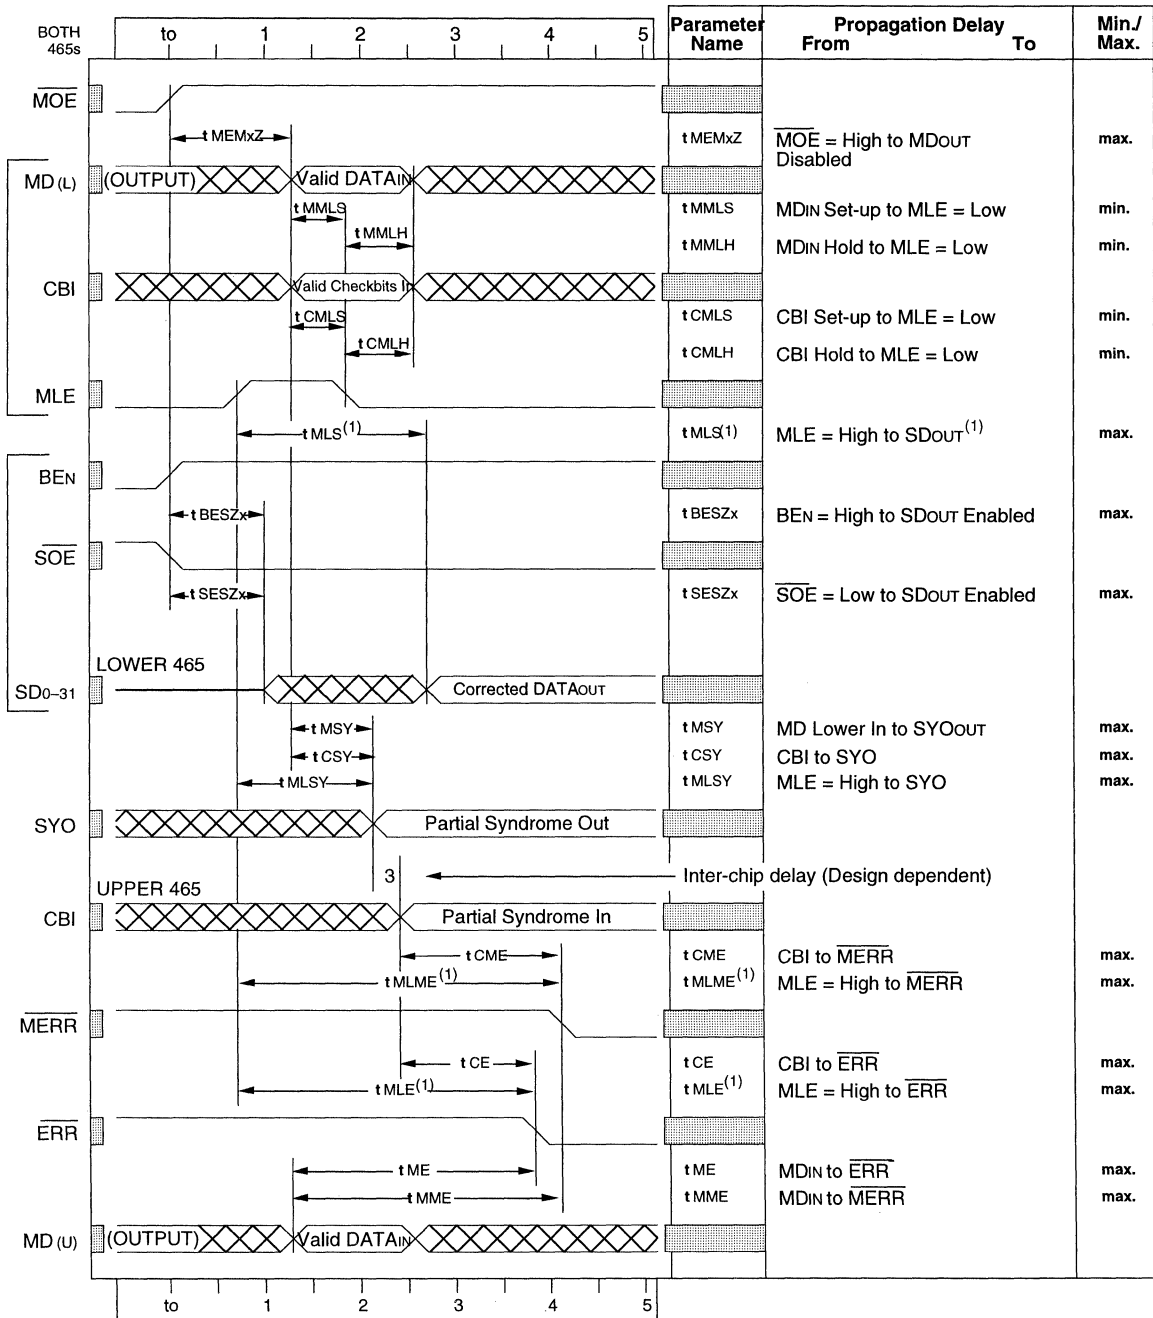 BOTH 465s to 1 2 3 4 5 Parameter Name Propagation Delay From To Min./ Max.
MOE
t MEMxZ t MEMxZ MOE = High to MDOUT Disabled max.
MD (L) (OUTPUT) Valid DATAIN
t MMLS t MMLS MDIN Set-up to MLE = Low min.
t MMLH t MMLH MDIN Hold to MLE = Low min.
CBI Valid Checkbits In
t CMLS t CMLS CBI Set-up to MLE = Low min.
t CMLH t CMLH CBI Hold to MLE = Low min.
MLE
t MLS(1) t MLS(1) MLE = High to SDOUT(1) max.
BEN
t BESZx t BESZx BEN = High to SDOUT Enabled max.
SOE
t SESZx t SESZx SOE = Low to SDOUT Enabled max.
LOWER 465
SD0–31 Corrected DATAOUT
t MSY t MSY MD Lower In to SYOOUT max.
t CSY t CSY CBI to SYO max.
t MLSY t MLSY MLE = High to SYO max.
SYO Partial Syndrome Out
3 Inter-chip delay (Design dependent)
UPPER 465
CBI Partial Syndrome In
t CME t CME CBI to MERR max.
t MLME(1) t MLME(1) MLE = High to MERR max.
MERR
t CE t CE CBI to ERR max.
t MLE(1) t MLE(1) MLE = High to ERR max.
ERR
t ME t ME MDIN to ERR max.
t MME t MME MDIN to MERR max.
MD (U) (OUTPUT) Valid DATAIN
to 1 2 3 4 5